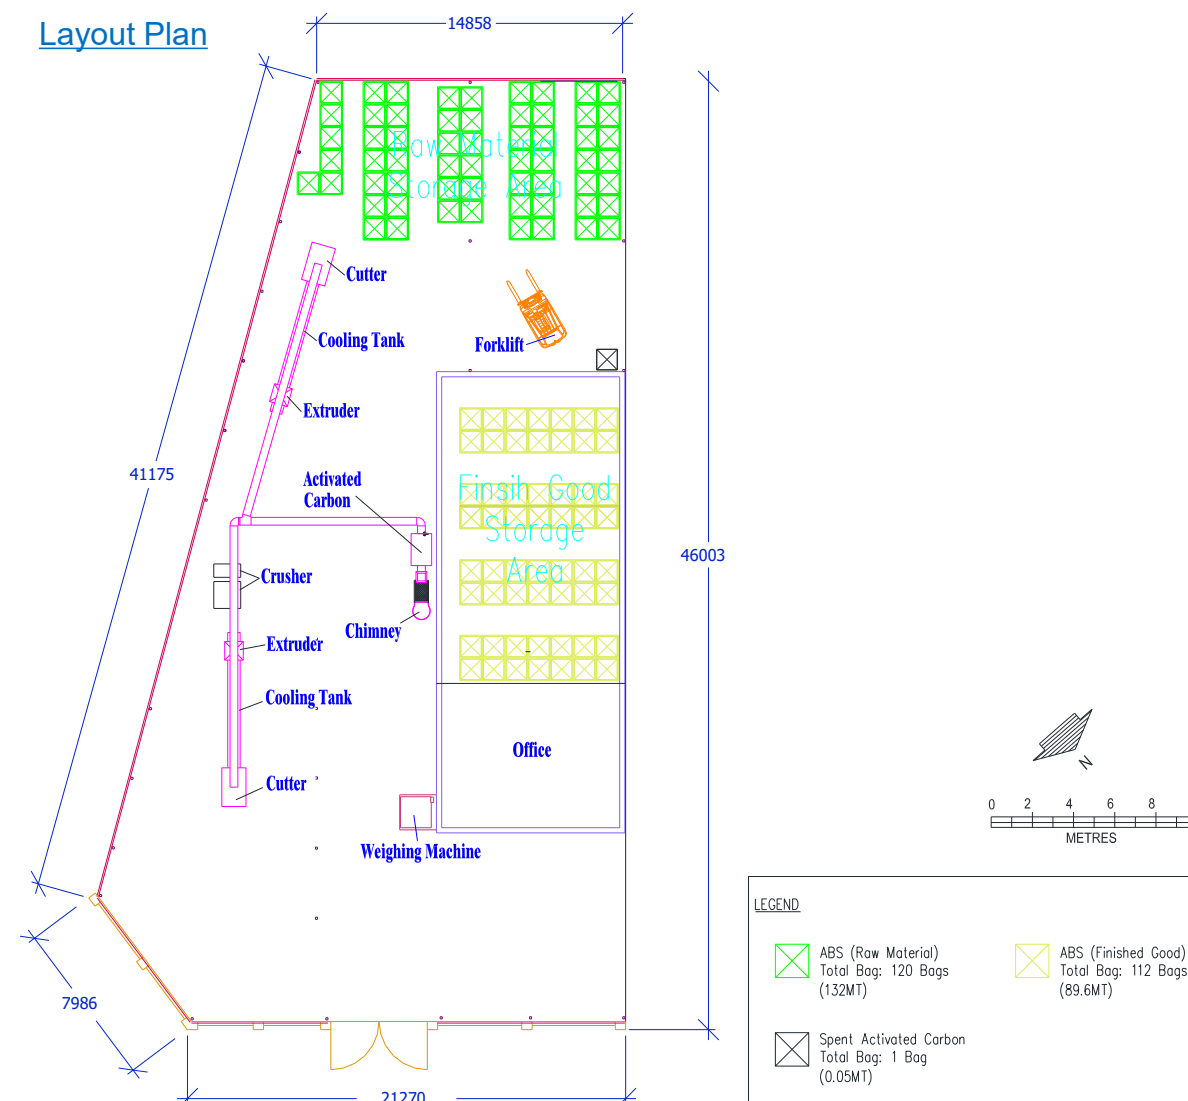 Layout Plan
14858
Raw Material
Storage Area
Cutter
Cooling Tank
Forklift
Extruder
41175
Activated
Carbon
Finsih Good
Storage
Area
46003
Crusher
Chimney
Extruder
Cooling Tank
Office
Cutter
N
0 2 4 6 8
METRES
Weighing Machine
LEGEND
ABS (Raw Material)
Total Bag: 120 Bags
(132MT)
ABS (Finished Good)
Total Bag: 112 Bags
(89.6MT)
7986
Spent Activated Carbon
Total Bag: 1 Bag
(0.05MT)
21270